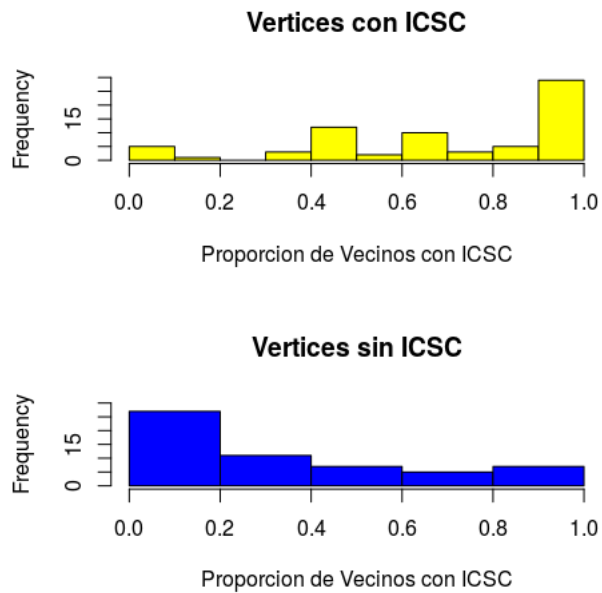 Vertices con ICSC
Frequency
15
0
0.0 0.2 0.4 0.6 0.8 1.0
Proporcion de Vecinos con ICSC
Vertices sin ICSC
Frequency
15
0
0.0 0.2 0.4 0.6 0.8 1.0
Proporcion de Vecinos con ICSC